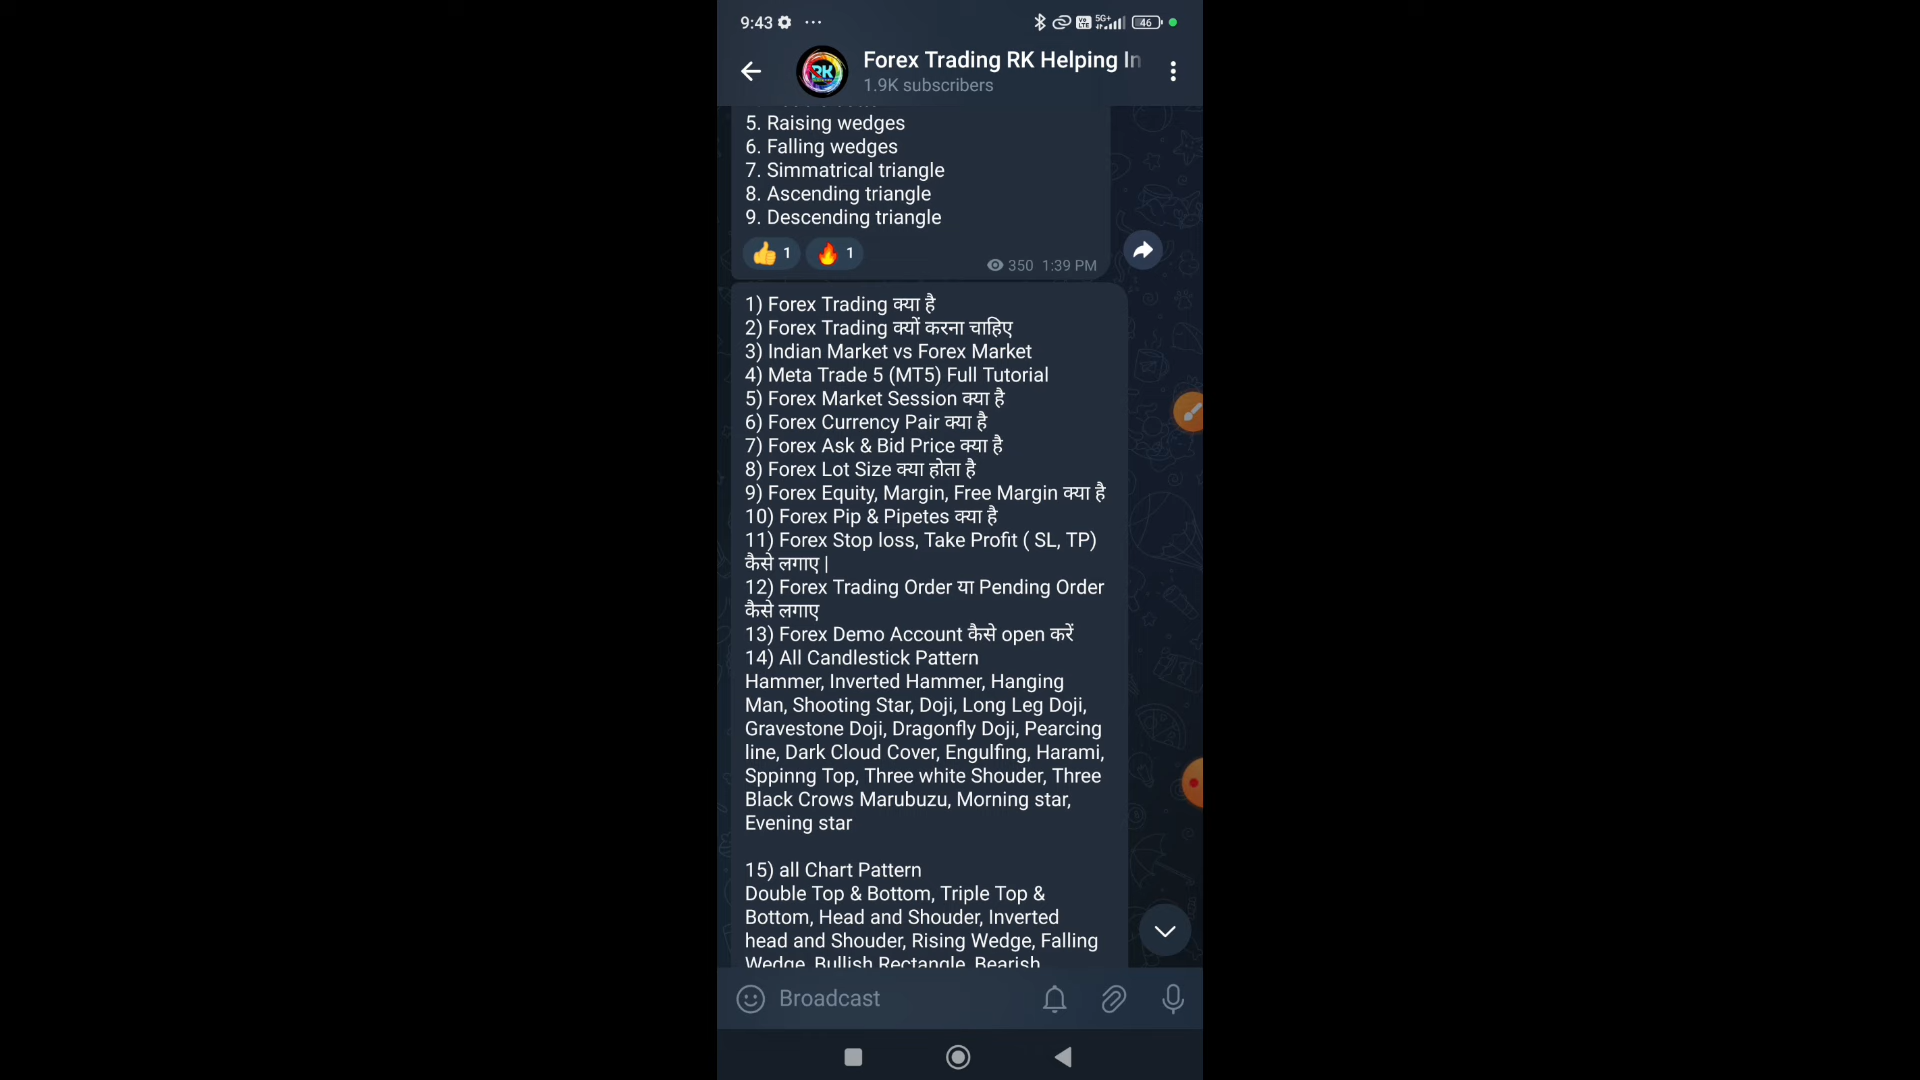 9:43
5G+
46
Forex Trading RK Helping In
RK
1.9K subscribers
5. Raising wedges
6. Falling wedges
7. Simmatrical triangle
8. Ascending triangle
9. Descending triangle
👍 1 🔥 1
350 1:39 PM
1) Forex Trading क्या है
2) Forex Trading क्यों करना चाहिए
3) Indian Market vs Forex Market
4) Meta Trade 5 (MT5) Full Tutorial
5) Forex Market Session क्या है
6) Forex Currency Pair क्या है
7) Forex Ask & Bid Price क्या है
8) Forex Lot Size क्या होता है
9) Forex Equity, Margin, Free Margin क्या है
10) Forex Pip & Pipetes क्या है
11) Forex Stop loss, Take Profit ( SL, TP)
कैसे लगाए |
12) Forex Trading Order या Pending Order
कैसे लगाए
13) Forex Demo Account कैसे open करें
14) All Candlestick Pattern
Hammer, Inverted Hammer, Hanging
Man, Shooting Star, Doji, Long Leg Doji,
Gravestone Doji, Dragonfly Doji, Pearcing
line, Dark Cloud Cover, Engulfing, Harami,
Sppinng Top, Three white Shouder, Three
Black Crows Marubuzu, Morning star,
Evening star
15) all Chart Pattern
Double Top & Bottom, Triple Top &
Bottom, Head and Shouder, Inverted
head and Shouder, Rising Wedge, Falling
Wedge, Bullish Rectangle, Bearish
Broadcast